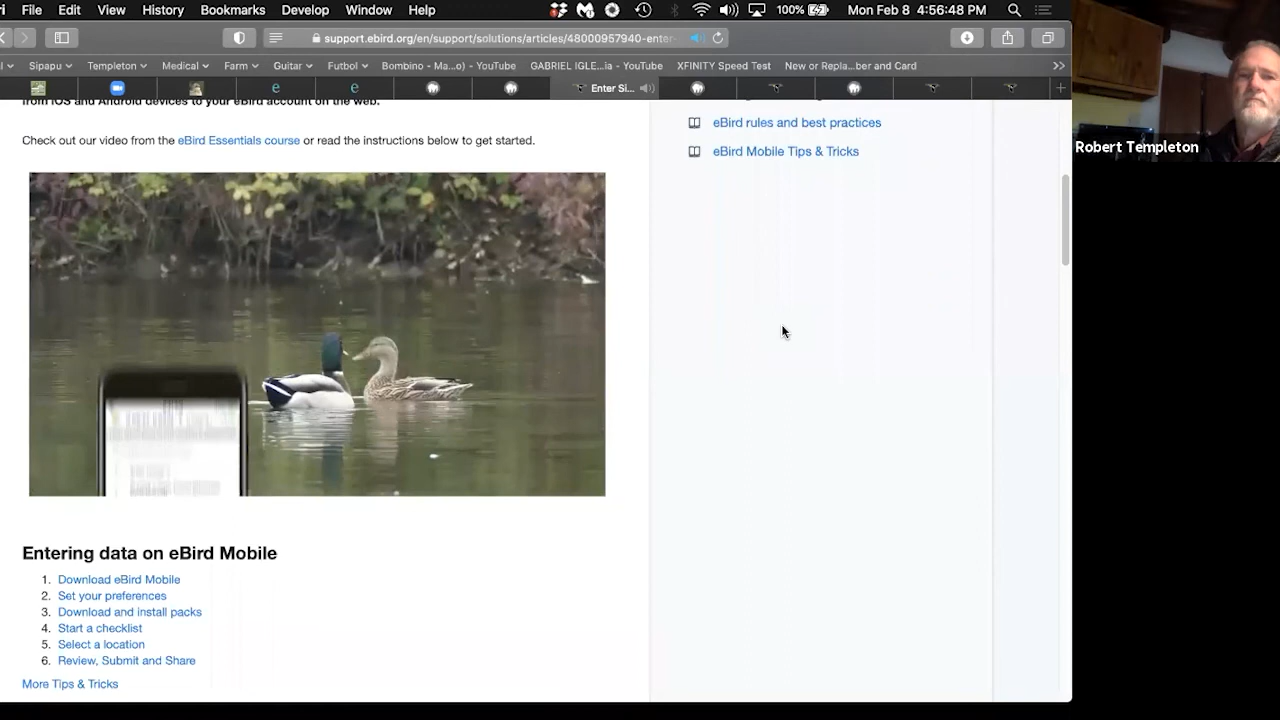 File Edit View History Bookmarks Develop Window Help 100% Mon Feb 8 4:56:48 PM
support.ebird.org/en/support/solutions/articles/48000957940-enter-
Sipapu Templeton Medical Farm Guitar Futbol Bombino - Ma...o) - YouTube GABRIEL IGLE...ia - YouTube XFINITY Speed Test New or Repla...ber and Card
Enter Si...
from iOS and Android devices to your eBird account on the web.
Check out our video from the eBird Essentials course or read the instructions below to get started.
eBird rules and best practices
eBird Mobile Tips & Tricks
Robert Templeton
Entering data on eBird Mobile
1. Download eBird Mobile
2. Set your preferences
3. Download and install packs
4. Start a checklist
5. Select a location
6. Review, Submit and Share
More Tips & Tricks